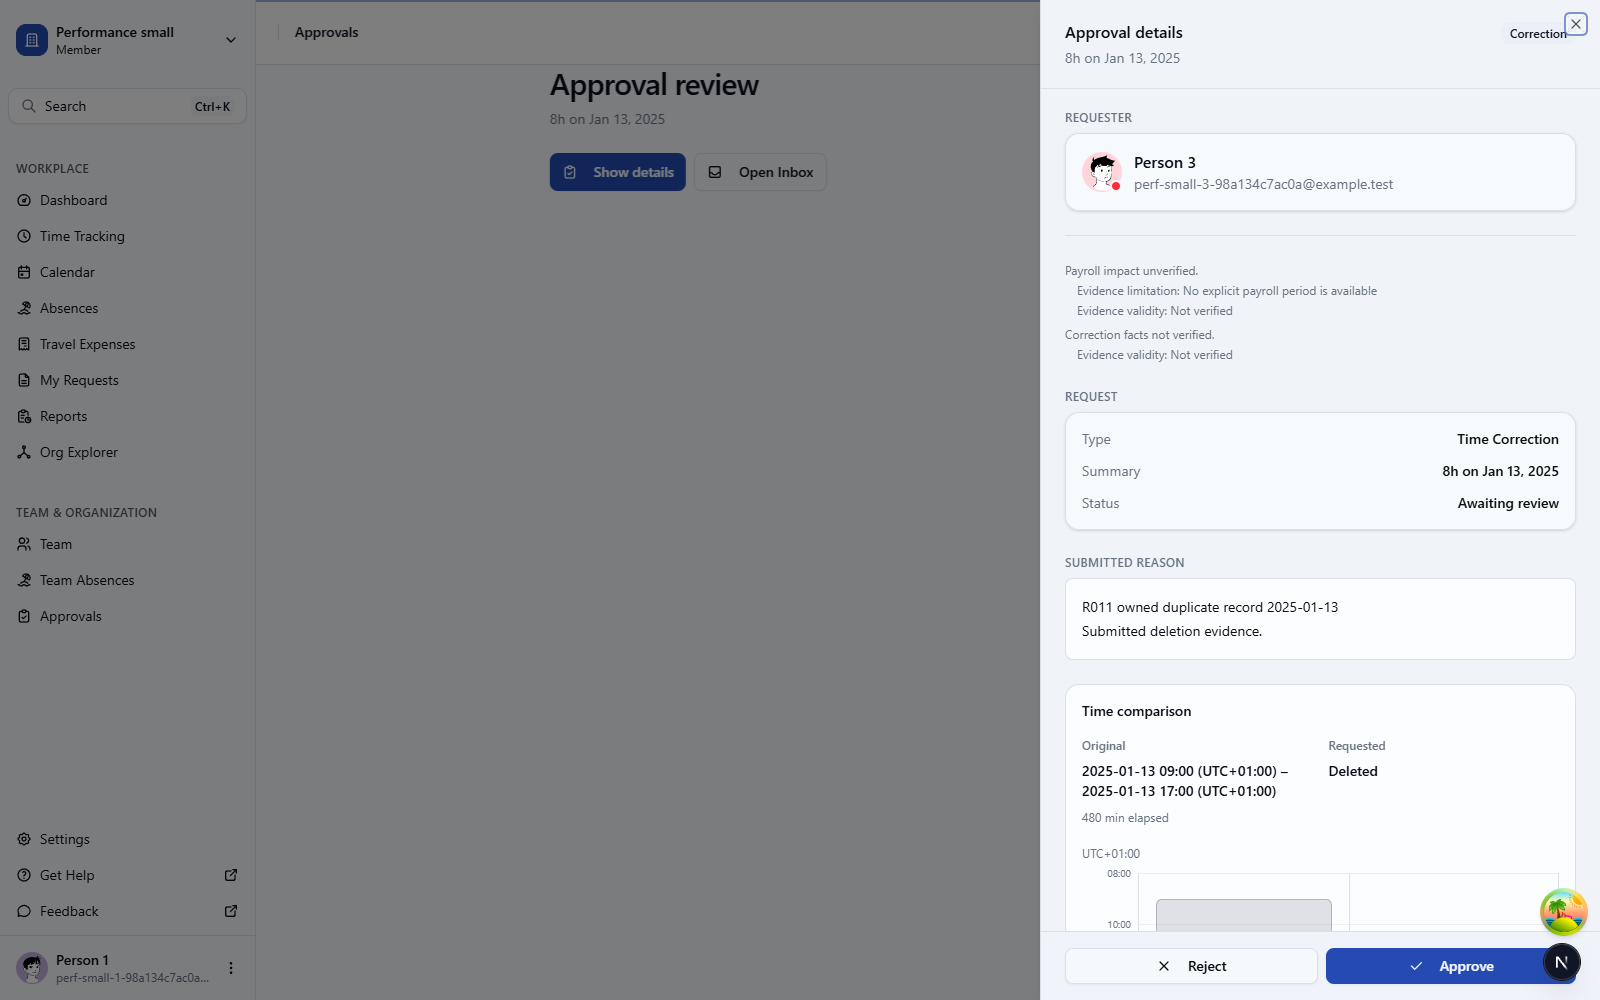 Performance small
Member
Search
Ctrl+K
WORKPLACE
Dashboard
Time Tracking
Calendar
Absences
Travel Expenses
My Requests
Reports
Org Explorer
TEAM & ORGANIZATION
Team
Team Absences
Approvals
Settings
Get Help
Feedback
Person 1
perf-small-1-98a134c7ac0a...
Approvals
Approval review
8h on Jan 13, 2025
Show details
Open Inbox
Approval details
Correction
8h on Jan 13, 2025
REQUESTER
Person 3
perf-small-3-98a134c7ac0a@example.test
Payroll impact unverified.
Evidence limitation: No explicit payroll period is available
Evidence validity: Not verified
Correction facts not verified.
Evidence validity: Not verified
REQUEST
Type
Time Correction
Summary
8h on Jan 13, 2025
Status
Awaiting review
SUBMITTED REASON
R011 owned duplicate record 2025-01-13
Submitted deletion evidence.
Time comparison
Original
Requested
2025-01-13 09:00 (UTC+01:00) –
2025-01-13 17:00 (UTC+01:00)
Deleted
480 min elapsed
UTC+01:00
08:00
10:00
Reject
Approve
N